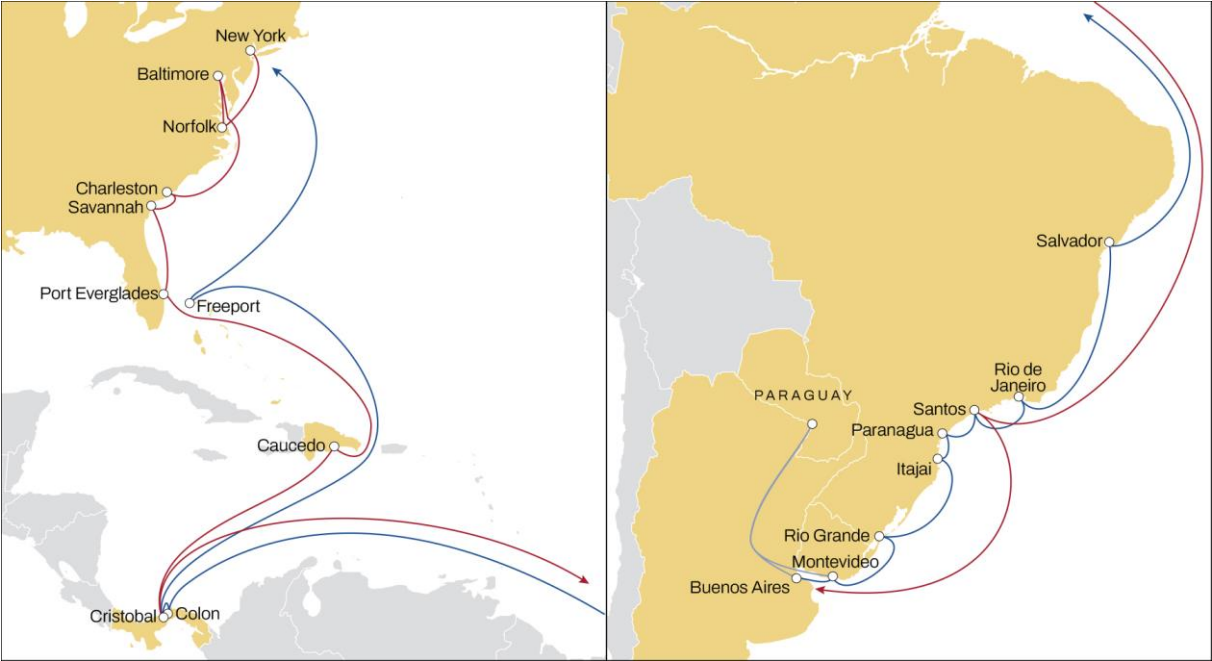 New York
Baltimore
Norfolk
Charleston
Savannah
Port Everglades
Freeport
Caucedo
Cristobal
Colon
Salvador
Rio de
Janeiro
PARAGUAY
Santos
Paranagua
Itajai
Rio Grande
Montevideo
Buenos Aires